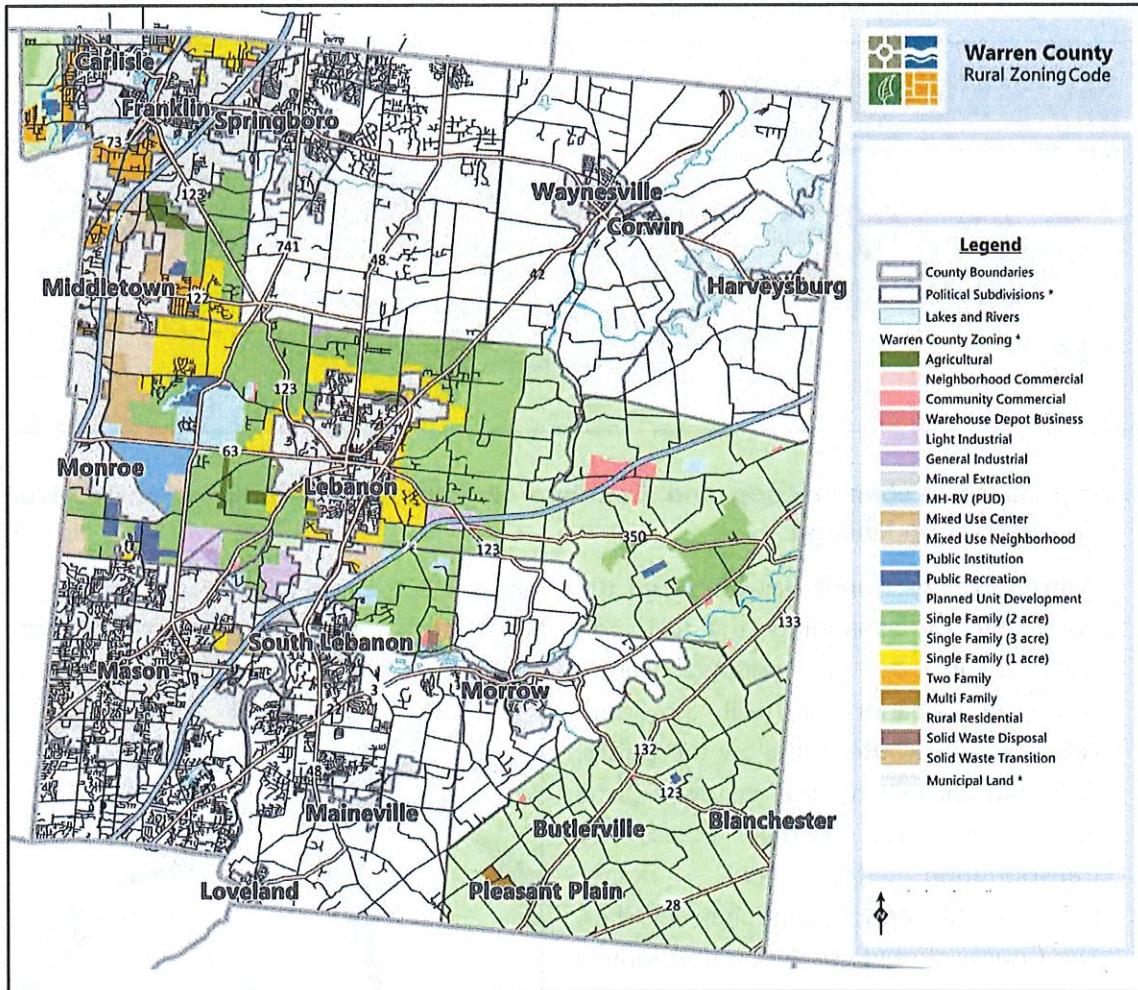 Warren County
Rural Zoning Code
Legend
County Boundaries
Political Subdivisions *
Lakes and Rivers
Warren County Zoning *
Agricultural
Neighborhood Commercial
Community Commercial
Warehouse Depot Business
Light Industrial
General Industrial
Mineral Extraction
MH-RV (PUD)
Mixed Use Center
Mixed Use Neighborhood
Public Institution
Public Recreation
Planned Unit Development
Single Family (2 acre)
Single Family (3 acre)
Single Family (1 acre)
Two Family
Multi Family
Rural Residential
Solid Waste Disposal
Solid Waste Transition
Municipal Land *
Carlisle
Franklin
Springboro
73
123
Waynesville
Corwin
741
48
42
Harveysburg
Middletown
122
123
63
Monroe
Lebanon
123
350
133
South Lebanon
Mason
3
Morrow
22
132
48
123
Maineville
Butlerville
Blanchester
Loveland
Pleasant Plain
28